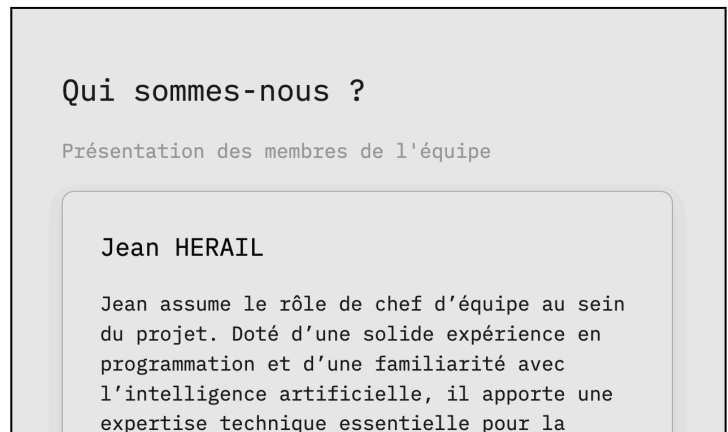 Qui sommes-nous ?
Présentation des membres de l'équipe
Jean HERAIL
Jean assume le rôle de chef d’équipe au sein
du projet. Doté d’une solide expérience en
programmation et d’une familiarité avec
l’intelligence artificielle, il apporte une
expertise technique essentielle pour la